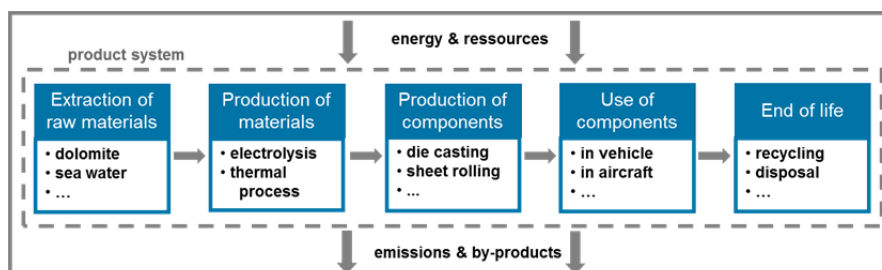 energy & ressources
product system
Extraction of
raw materials
• dolomite
• sea water
• ...
Production of
materials
• electrolysis
• thermal
process
Production of
components
• die casting
• sheet rolling
• ...
Use of
components
• in vehicle
• in aircraft
• ...
End of life
• recycling
• disposal
• ...
emissions & by-products